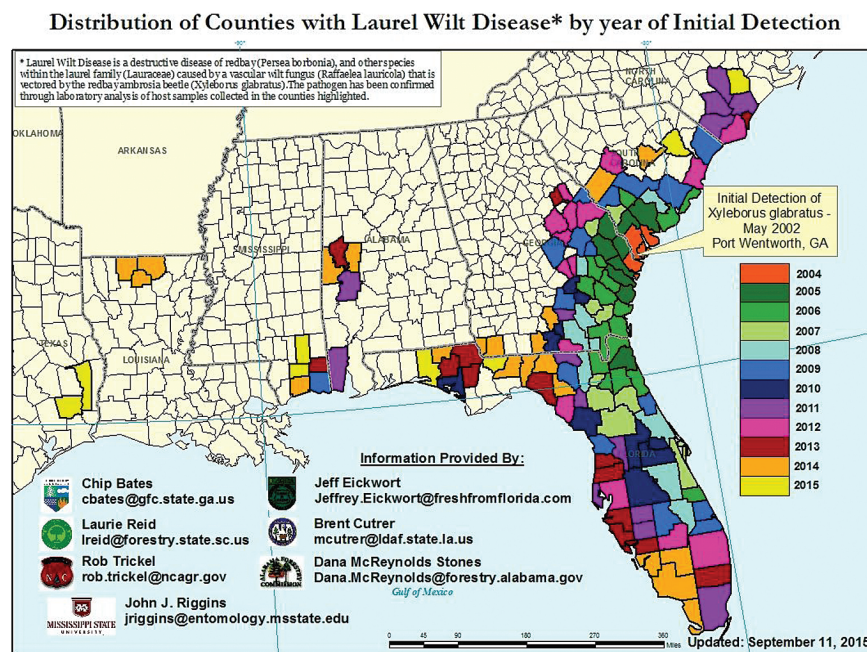 Distribution of Counties with Laurel Wilt Disease* by year of Initial Detection
* Laurel Wilt Disease is a destructive disease of redbay (Persea borbonia), and other species
within the laurel family (Lauraceae) caused by a vascular wilt fungus (Raffaelea lauricola) that is
vectored by the redbay ambrosia beetle (Xyleborus glabratus). The pathogen has been confirmed
through laboratory analysis of host samples collected in the counties highlighted.
-90°
-80°
NORTH
CAROLINA
OKLAHOMA
ARKANSAS
SOUTH
CAROLINA
Initial Detection of
Xyleborus glabratus -
May 2002
Port Wentworth, GA
MISSISSIPPI
ALABAMA
GEORGIA
TEXAS
LOUISIANA
FLORIDA
2004
2005
2006
2007
2008
2009
2010
2011
2012
2013
2014
2015
Information Provided By:
Chip Bates
cbates@gfc.state.ga.us
Jeff Eickwort
Jeffrey.Eickwort@freshfromflorida.com
Laurie Reid
lreid@forestry.state.sc.us
Brent Cutrer
mcutrer@ldaf.state.la.us
Rob Trickel
rob.trickel@ncagr.gov
ALABAMA FORESTRY
COMMISSION
Dana McReynolds Stones
Dana.McReynolds@forestry.alabama.gov
Gulf of Mexico
MISSISSIPPI STATE
UNIVERSITY
John J. Riggins
jriggins@entomology.msstate.edu
0 45 90 180 270 360
Miles
Updated: September 11, 2015